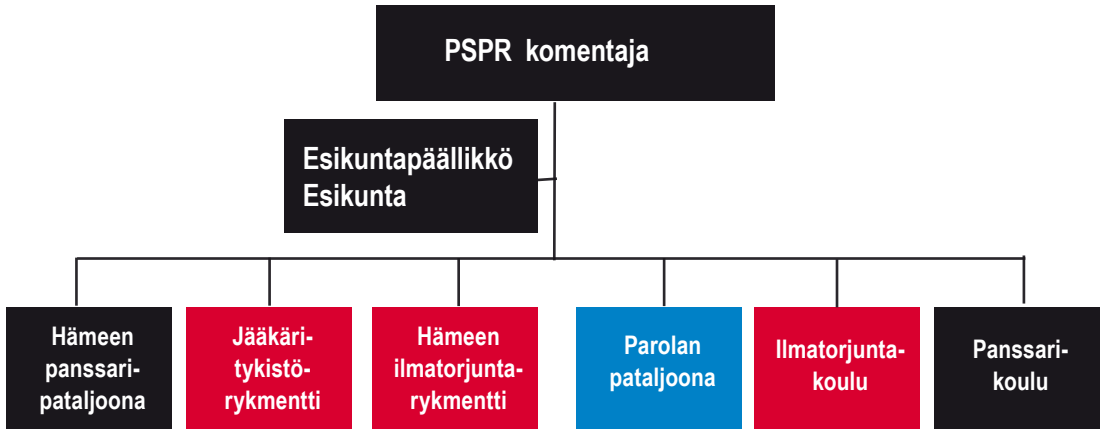 PSPR komentaja
Esikuntapäällikkö
Esikunta
Hämeen
panssari-
pataljoona
Jääkäri-
tykistö-
rykmentti
Hämeen
ilmatorjunta-
rykmentti
Parolan
pataljoona
Ilmatorjunta-
koulu
Panssari-
koulu